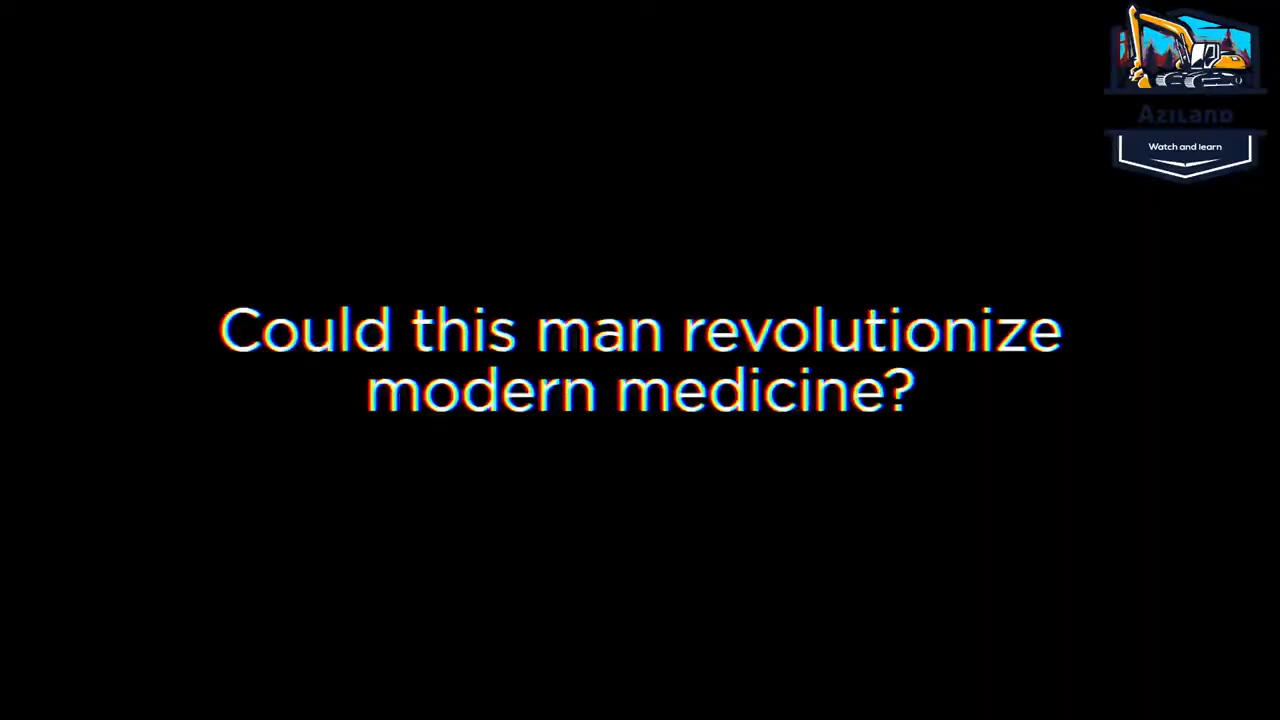 Aziland
Watch and learn
Could this man revolutionize
modern medicine?